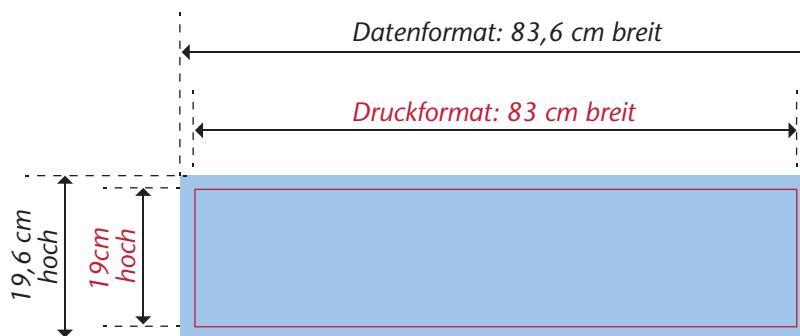 Datenformat: 83,6 cm breit
Druckformat: 83 cm breit
19,6 cm
hoch
19cm
hoch